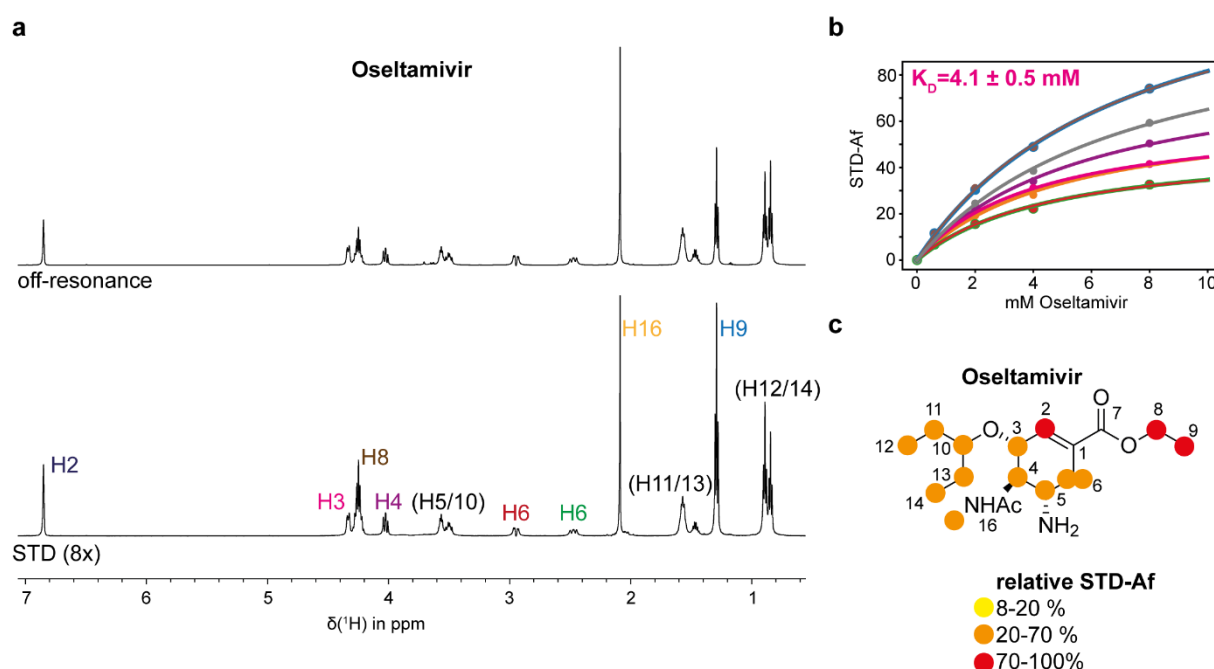 a
Oseltamivir
off-resonance
H16
H9
(H12/14)
H2
H8
H3
H4
(H5/10)
H6
H6
(H11/13)
STD (8x)
7 6 5 4 3 2 1
δ(¹H) in ppm
b
K_D=4.1 ± 0.5 mM
STD-Af
80
60
40
20
0
0 2 4 6 8 10
mM Oseltamivir
c
Oseltamivir
O
11 2 7 8
12 O 3 O 9
10 1
13 4
14 5 6
NHAc
16 NH₂
relative STD-Af
8-20 %
20-70 %
70-100%